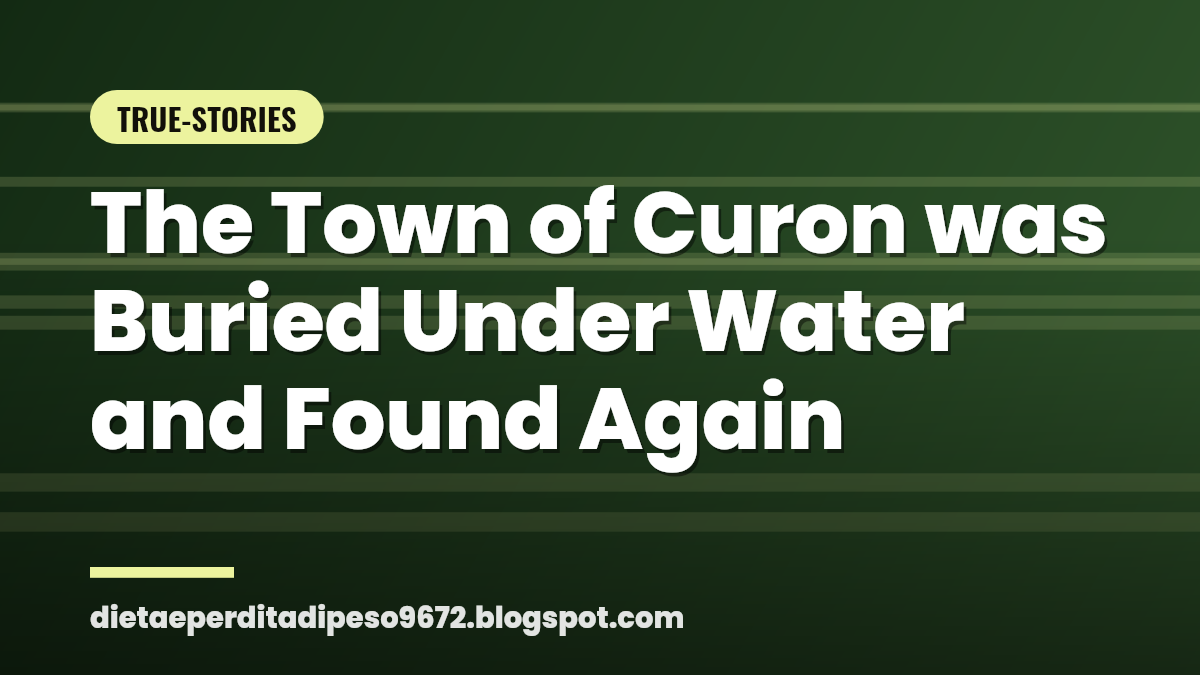 TRUE-STORIES
The Town of Curon was
Buried Under Water
and Found Again
dietaeperditadipeso9672.blogspot.com